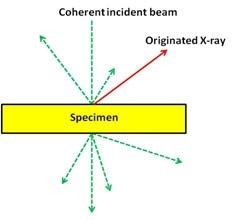 Coherent incident beam
Originated X-ray
Specimen